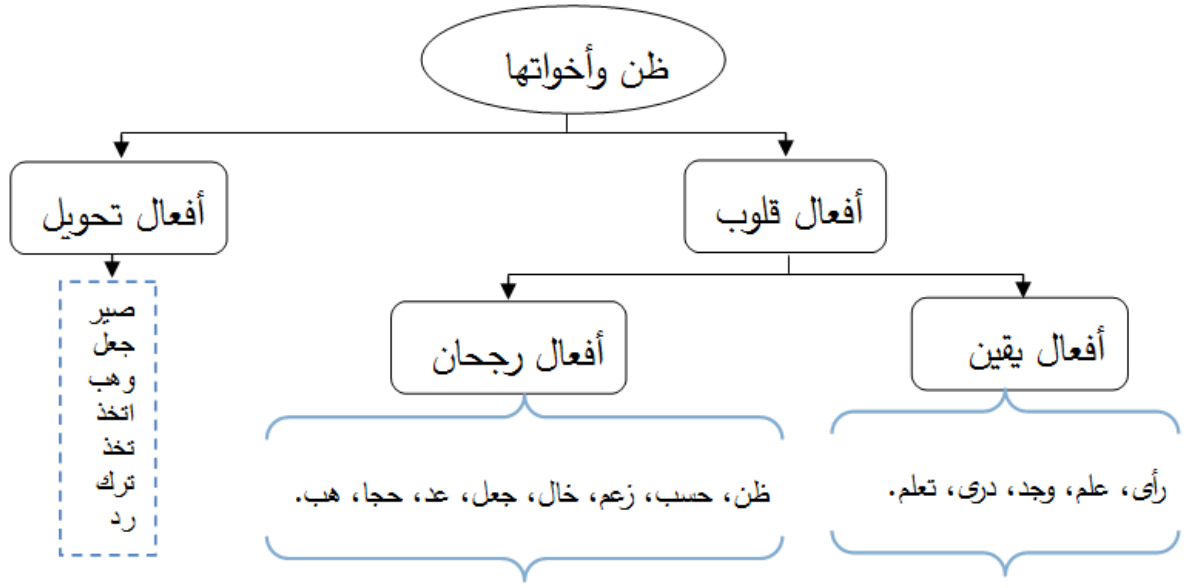 ظن وأخواتها
أفعال قلوب
أفعال تحويل
أفعال يقين
أفعال رجحان
رأى، علم، وجد، درى، تعلم.
ظن، حسب، زعم، خال، جعل، عد، حجا، هب.
صير
جعل
وهب
اتخذ
تخذ
ترك
رد